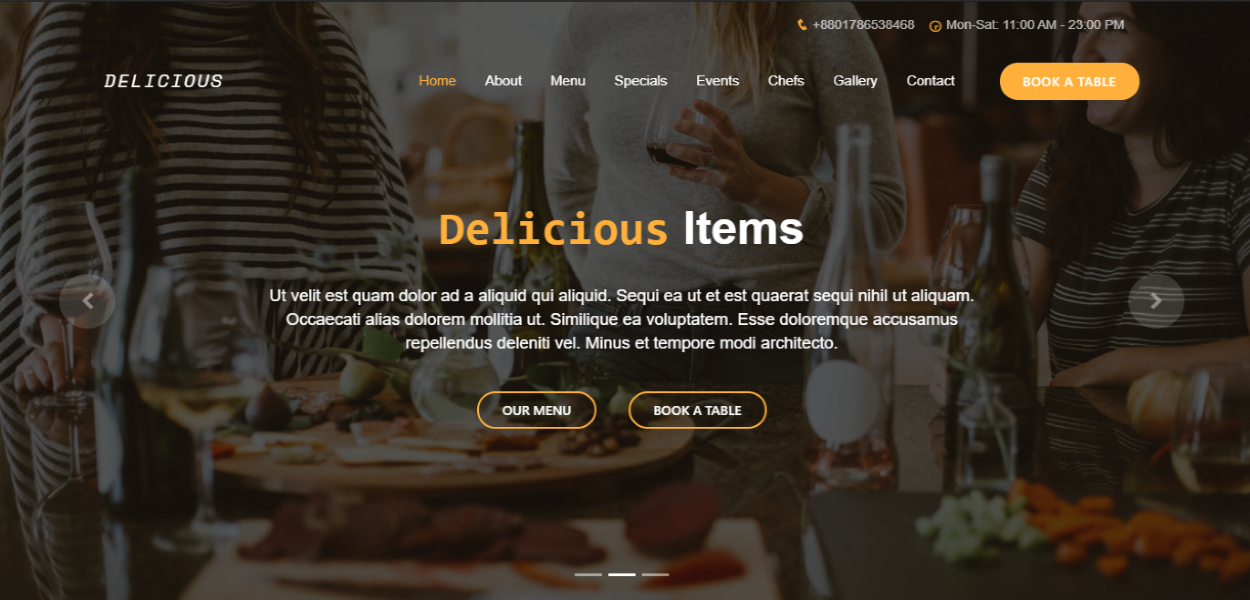 +8801786538468 Mon-Sat: 11:00 AM - 23:00 PM
DELICIOUS Home About Menu Specials Events Chefs Gallery Contact BOOK A TABLE
Delicious Items
Ut velit est quam dolor ad a aliquid qui aliquid. Sequi ea ut et est quaerat sequi nihil ut aliquam.
Occaecati alias dolorem mollitia ut. Similique ea voluptatem. Esse doloremque accusamus
repellendus deleniti vel. Minus et tempore modi architecto.
OUR MENU BOOK A TABLE